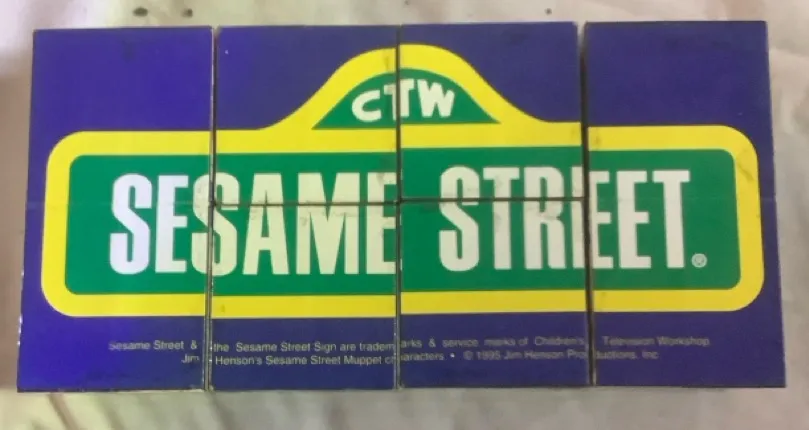 CTW
SESAME STREET®
Sesame Street & the Sesame Street Sign are trademarks & service marks of Children's Television Workshop
Jim Henson's Sesame Street Muppet characters • © 1995 Jim Henson Productions, Inc